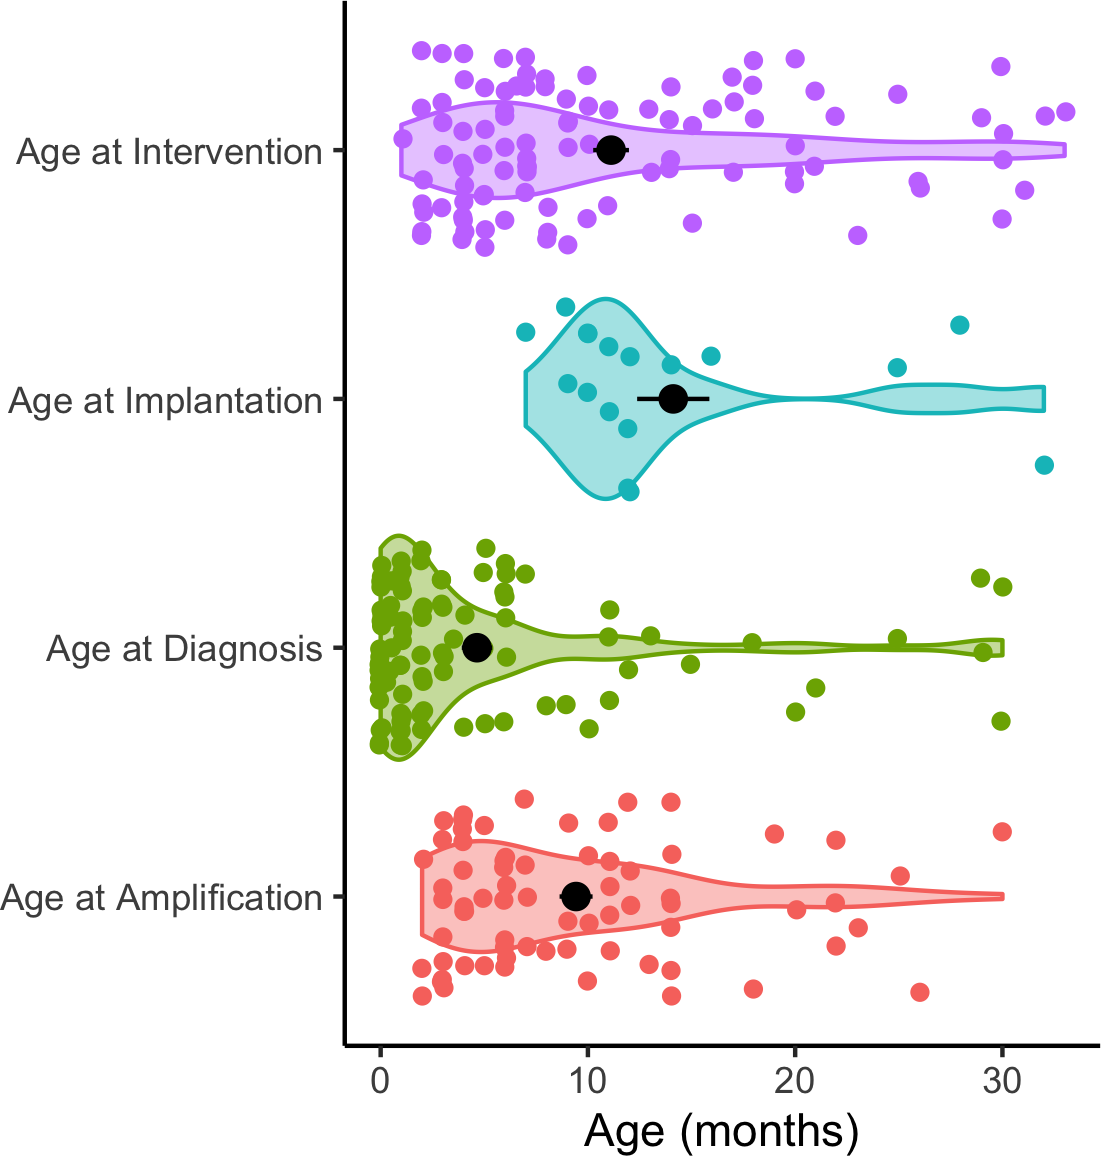 Age at Intervention
Age at Implantation
Age at Diagnosis
Age at Amplification
0 10 20 30
Age (months)